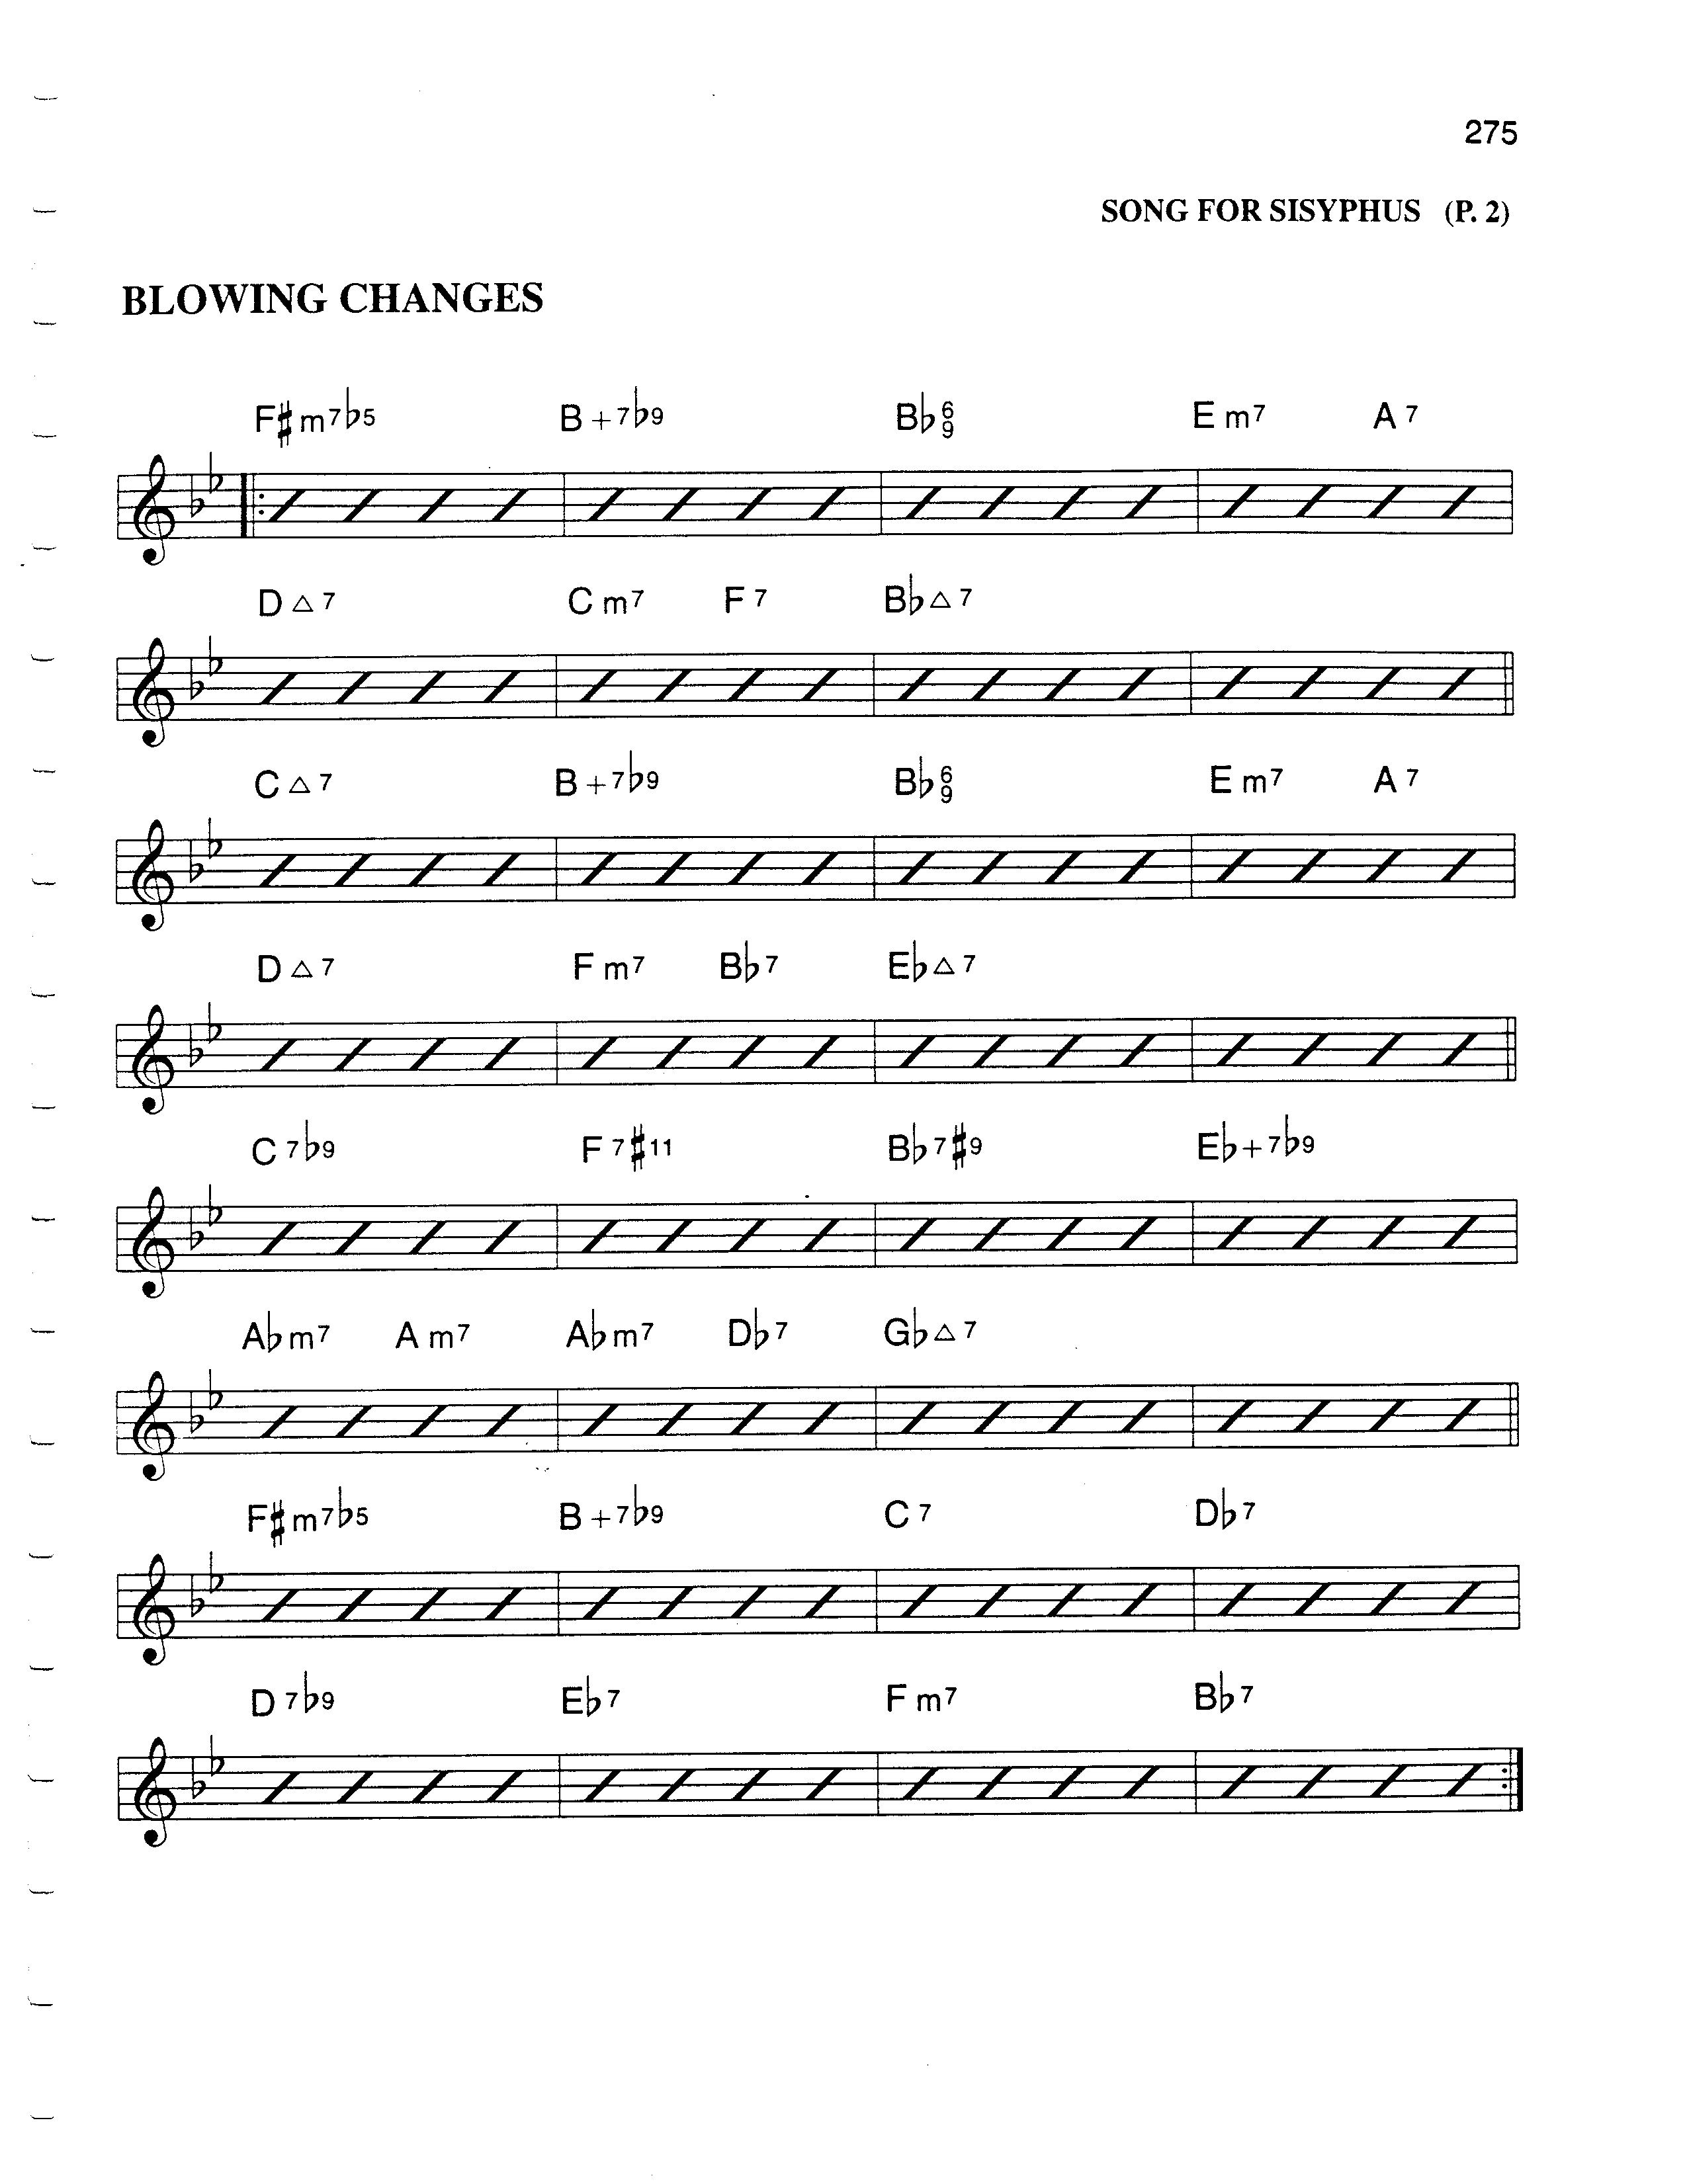 275
SONG FOR SISYPHUS (P. 2)
BLOWING CHANGES
F♯m7♭5 B+7♭9 B♭6/9 Em7 A7
D△7 Cm7 F7 B♭△7
C△7 B+7♭9 B♭6/9 Em7 A7
D△7 Fm7 B♭7 E♭△7
C7♭9 F7♯11 B♭7♯9 E♭+7♭9
A♭m7 Am7 A♭m7 D♭7 G♭△7
F♯m7♭5 B+7♭9 C7 D♭7
D7♭9 E♭7 Fm7 B♭7